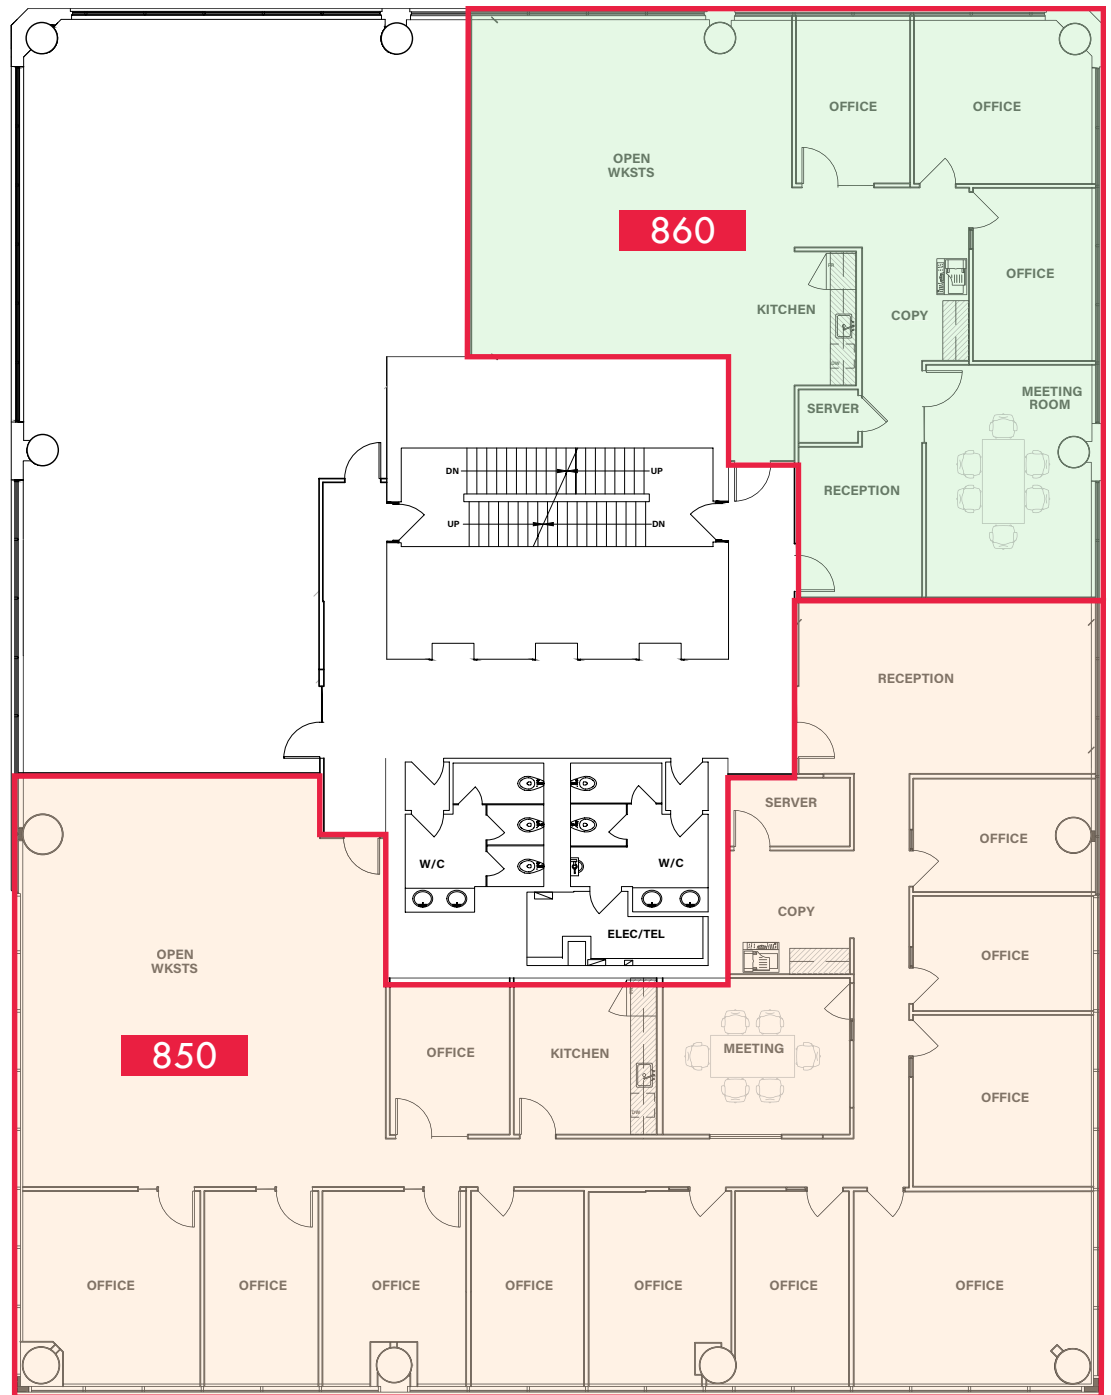 OFFICE
OFFICE
OPEN
WKSTS
860
OFFICE
KITCHEN
COPY
MEETING
ROOM
SERVER
DN
UP
RECEPTION
UP
DN
RECEPTION
SERVER
OFFICE
W/C
W/C
COPY
ELEC/TEL
OPEN
WKSTS
OFFICE
850
OFFICE
KITCHEN
MEETING
OFFICE
OFFICE
OFFICE
OFFICE
OFFICE
OFFICE
OFFICE
OFFICE